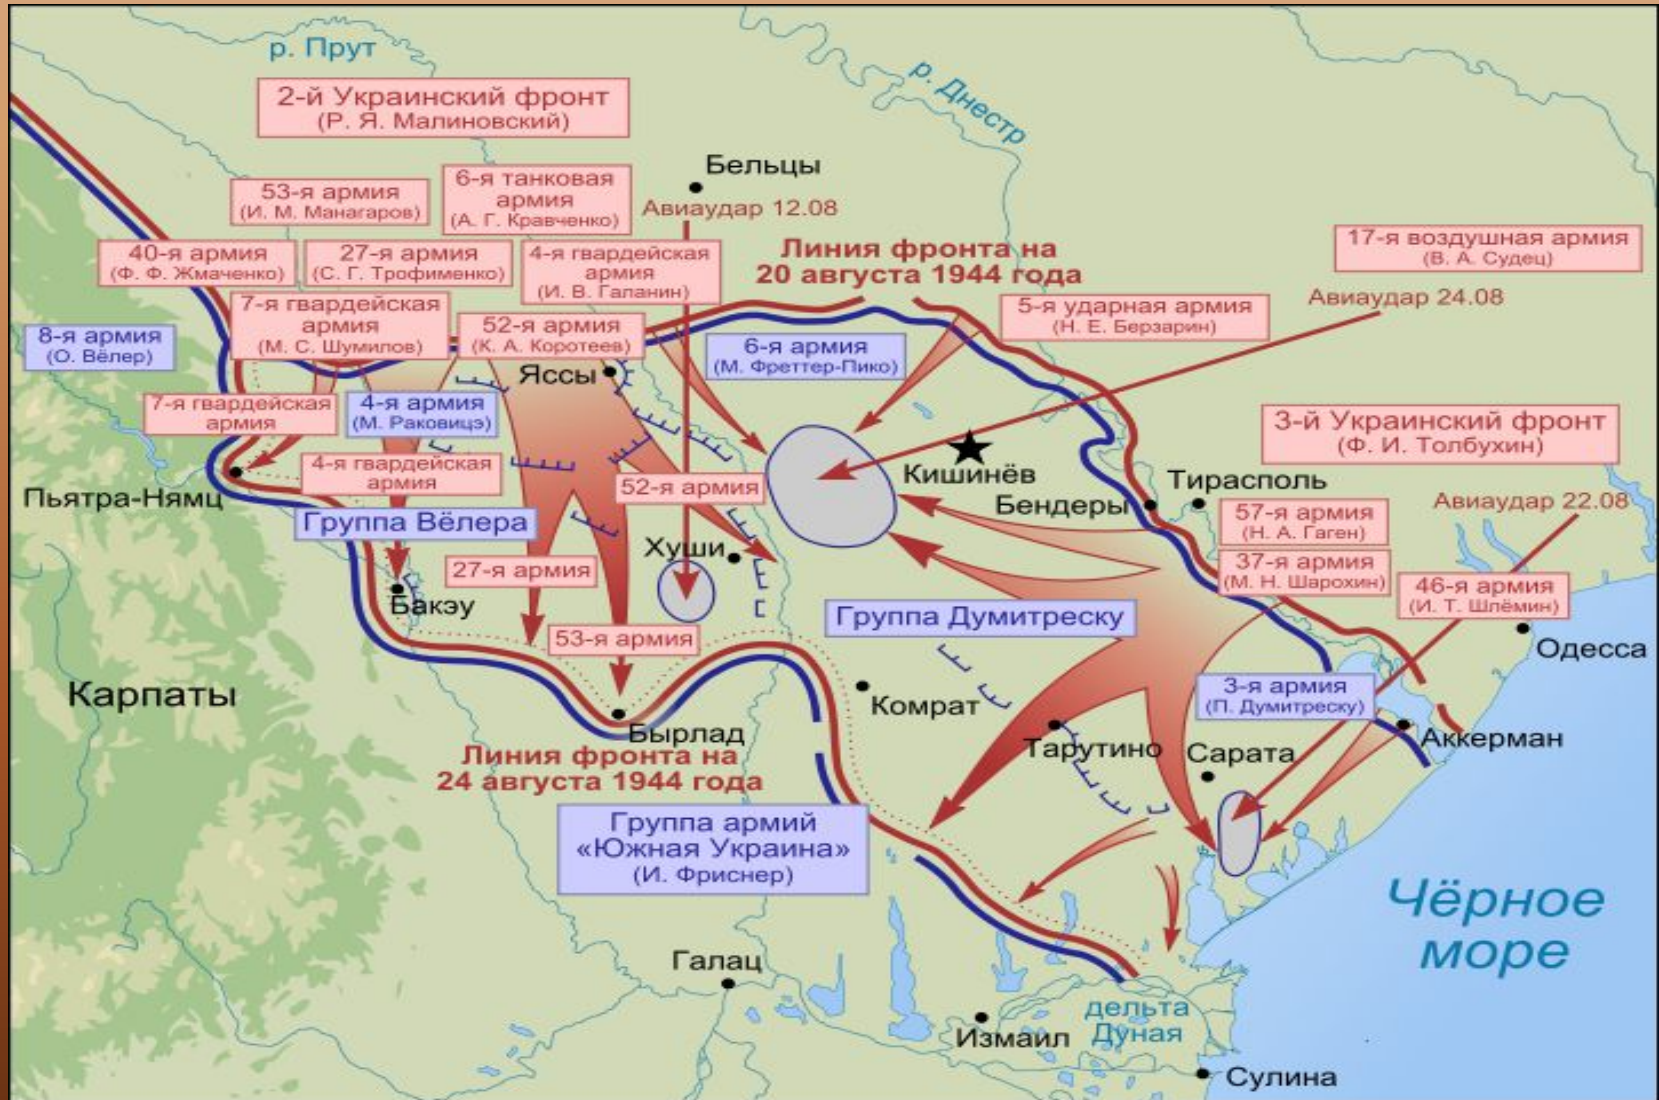 р. Прут
2-й Украинский фронт
(Р. Я. Малиновский)
р. Днестр
Бельцы
Авиаудар 12.08
53-я армия
(И. М. Манагаров)
6-я танковая
армия
(А. Г. Кравченко)
40-я армия
(Ф. Ф. Жмаченко)
27-я армия
(С. Г. Трофименко)
4-я гвардейская
армия
(И. В. Галанин)
Линия фронта на
20 августа 1944 года
17-я воздушная армия
(В. А. Судец)
Авиаудар 24.08
7-я гвардейская
армия
(М. С. Шумилов)
52-я армия
(К. А. Коротеев)
5-я ударная армия
(Н. Е. Берзарин)
8-я армия
(О. Вёлер)
6-я армия
(М. Фреттер-Пико)
Яссы
7-я гвардейская
армия
4-я армия
(М. Раковицэ)
3-й Украинский фронт
(Ф. И. Толбухин)
4-я гвардейская
армия
52-я армия
Кишинёв
Пьятра-Нямц
Бендеры
Тирасполь
Авиаудар 22.08
Группа Вёлера
57-я армия
(Н. А. Гаген)
Хуши
27-я армия
37-я армия
(М. Н. Шарохин)
46-я армия
(И. Т. Шлёмин)
Бакэу
Группа Думитреску
53-я армия
Одесса
Карпаты
3-я армия
(П. Думитреску)
Комрат
Бырлад
Тарутино
Сарата
Аккерман
Линия фронта на
24 августа 1944 года
Группа армий
«Южная Украина»
(И. Фриснер)
Чёрное
море
Галац
дельта
Дуная
Измаил
Сулина